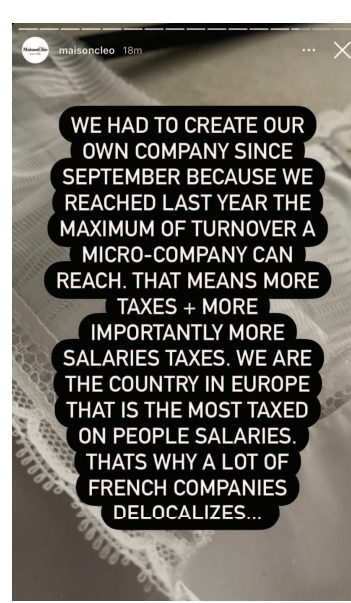 maisoncleo 18m
WE HAD TO CREATE OUR
OWN COMPANY SINCE
SEPTEMBER BECAUSE WE
REACHED LAST YEAR THE
MAXIMUM OF TURNOVER A
MICRO-COMPANY CAN
REACH. THAT MEANS MORE
TAXES + MORE
IMPORTANTLY MORE
SALARIES TAXES. WE ARE
THE COUNTRY IN EUROPE
THAT IS THE MOST TAXED
ON PEOPLE SALARIES.
THATS WHY A LOT OF
FRENCH COMPANIES
DELOCALIZES...